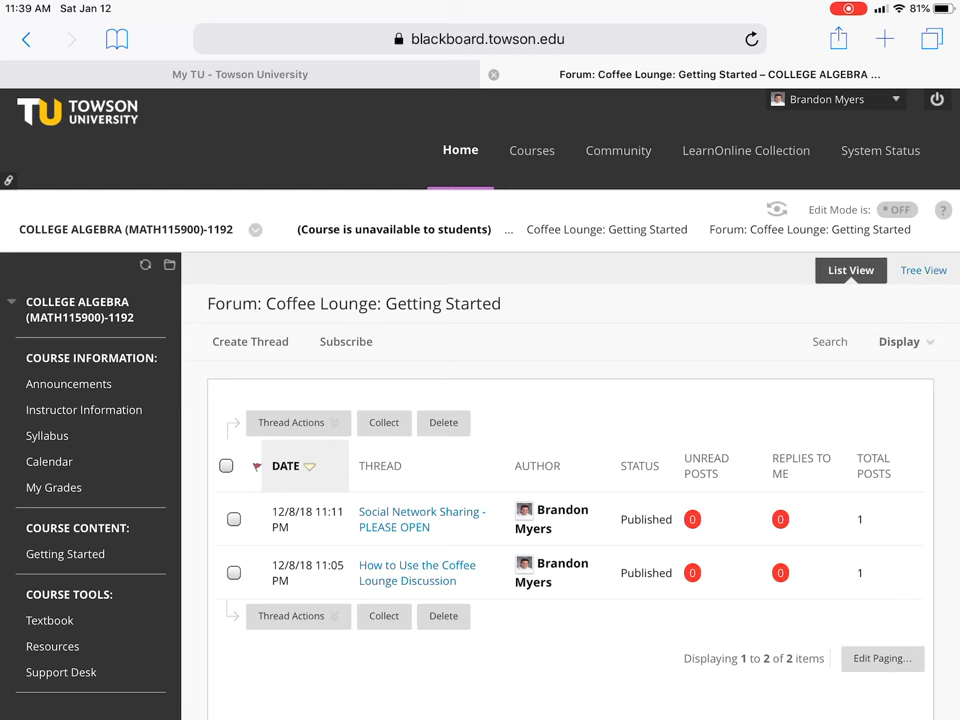 11:39 AM Sat Jan 12
81%
blackboard.towson.edu
My TU - Towson University
Forum: Coffee Lounge: Getting Started – COLLEGE ALGEBRA ...
TU TOWSON
UNIVERSITY
Brandon Myers
Home Courses Community LearnOnline Collection System Status
Edit Mode is: OFF ?
COLLEGE ALGEBRA (MATH115900)-1192 (Course is unavailable to students) ... Coffee Lounge: Getting Started Forum: Coffee Lounge: Getting Started
List View Tree View
COLLEGE ALGEBRA
(MATH115900)-1192
COURSE INFORMATION:
Announcements
Instructor Information
Syllabus
Calendar
My Grades
COURSE CONTENT:
Getting Started
COURSE TOOLS:
Textbook
Resources
Support Desk
Forum: Coffee Lounge: Getting Started
Create Thread Subscribe Search Display
Thread Actions Collect Delete
DATE THREAD AUTHOR STATUS UNREAD
POSTS REPLIES TO
ME TOTAL
POSTS
12/8/18 11:11
PM Social Network Sharing -
PLEASE OPEN Brandon
Myers Published 0 0 1
12/8/18 11:05
PM How to Use the Coffee
Lounge Discussion Brandon
Myers Published 0 0 1
Thread Actions Collect Delete
Displaying 1 to 2 of 2 items Edit Paging...